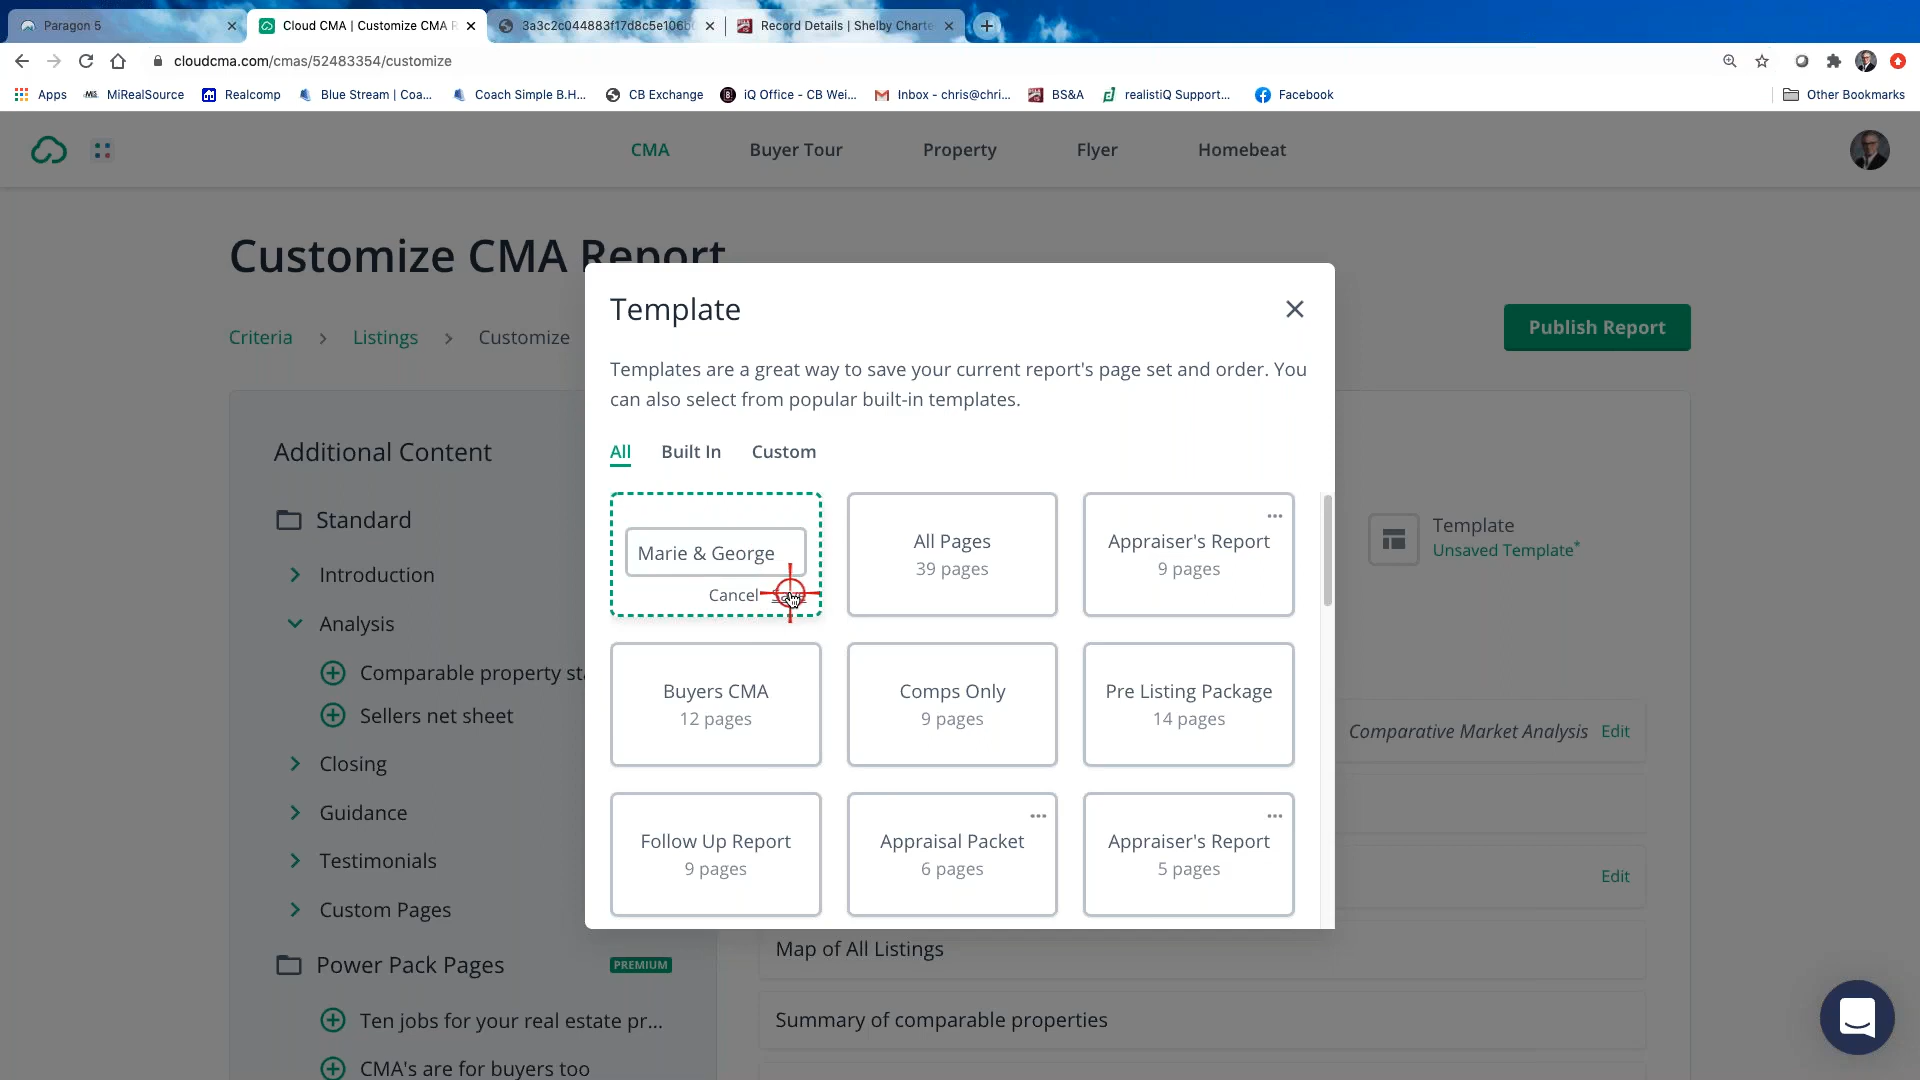 Paragon 5
Cloud CMA | Customize CMA R
3a3c2c044883f17d8c5e106b
Record Details | Shelby Charte
cloudcma.com/cmas/52483354/customize
Apps
MiRealSource
Realcomp
Blue Stream | Coa...
Coach Simple B.H...
CB Exchange
iQ Office - CB Wei...
Inbox - chris@chri...
BS&A
realistiQ Support...
Facebook
Other Bookmarks
CMA
Buyer Tour
Property
Flyer
Homebeat
Customize CMA Report
Criteria
Listings
Customize
Publish Report
Template
Templates are a great way to save your current report's page set and order. You
can also select from popular built-in templates.
All
Built In
Custom
Marie & George
Cancel
All Pages
39 pages
Appraiser's Report
9 pages
Buyers CMA
12 pages
Comps Only
9 pages
Pre Listing Package
14 pages
Follow Up Report
9 pages
Appraisal Packet
6 pages
Appraiser's Report
5 pages
Additional Content
Standard
Introduction
Analysis
Comparable property sta
Sellers net sheet
Closing
Guidance
Testimonials
Custom Pages
Power Pack Pages
PREMIUM
Ten jobs for your real estate pr...
CMA's are for buyers too
Template
Unsaved Template*
Comparative Market Analysis Edit
Edit
Map of All Listings
Summary of comparable properties